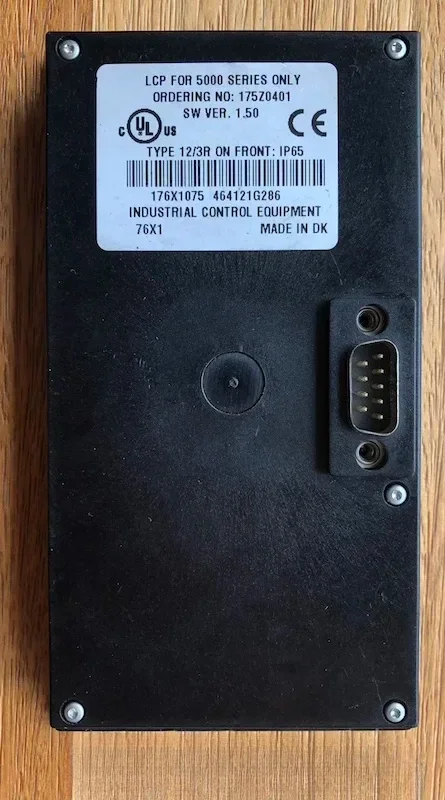 LCP FOR 5000 SERIES ONLY
ORDERING NO: 175Z0401
SW VER. 1.50
C UL US CE
TYPE 12/3R ON FRONT: IP65
176X1075 464121G286
INDUSTRIAL CONTROL EQUIPMENT
76X1 MADE IN DK